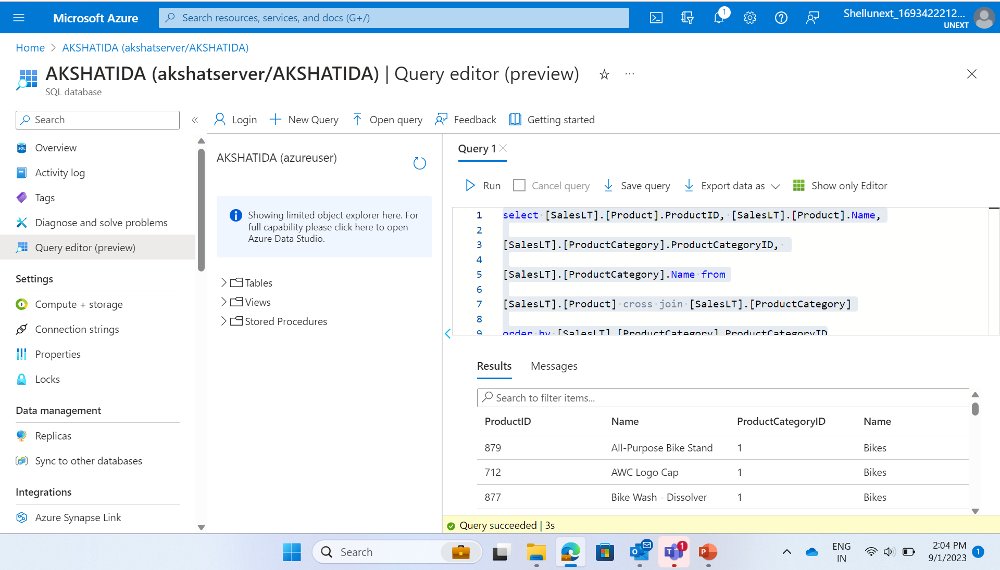 Microsoft Azure
Search resources, services, and docs (G+/)
1
Shellunext_1693422212...
UNEXT
Home > AKSHATIDA (akshatserver/AKSHATIDA)
AKSHATIDA (akshatserver/AKSHATIDA) | Query editor (preview)
SQL database
Search
Overview
Activity log
Tags
Diagnose and solve problems
Query editor (preview)
Settings
Compute + storage
Connection strings
Properties
Locks
Data management
Replicas
Sync to other databases
Integrations
Azure Synapse Link
Login
New Query
Open query
Feedback
Getting started
AKSHATIDA (azureuser)
Showing limited object explorer here. For
full capability please click here to open
Azure Data Studio.
Tables
Views
Stored Procedures
Query 1
Run
Cancel query
Save query
Export data as
Show only Editor
1 select [SalesLT].[Product].ProductID, [SalesLT].[Product].Name,
2
3 [SalesLT].[ProductCategory].ProductCategoryID,
4
5 [SalesLT].[ProductCategory].Name from
6
7 [SalesLT].[Product] cross join [SalesLT].[ProductCategory]
8
9 order by [SalesLT].[ProductCategory].ProductCategoryID
Results
Messages
Search to filter items...
ProductID Name ProductCategoryID Name
879 All-Purpose Bike Stand 1 Bikes
712 AWC Logo Cap 1 Bikes
877 Bike Wash - Dissolver 1 Bikes
Query succeeded | 3s
Search
1
ENG
IN
2:04 PM
9/1/2023
1